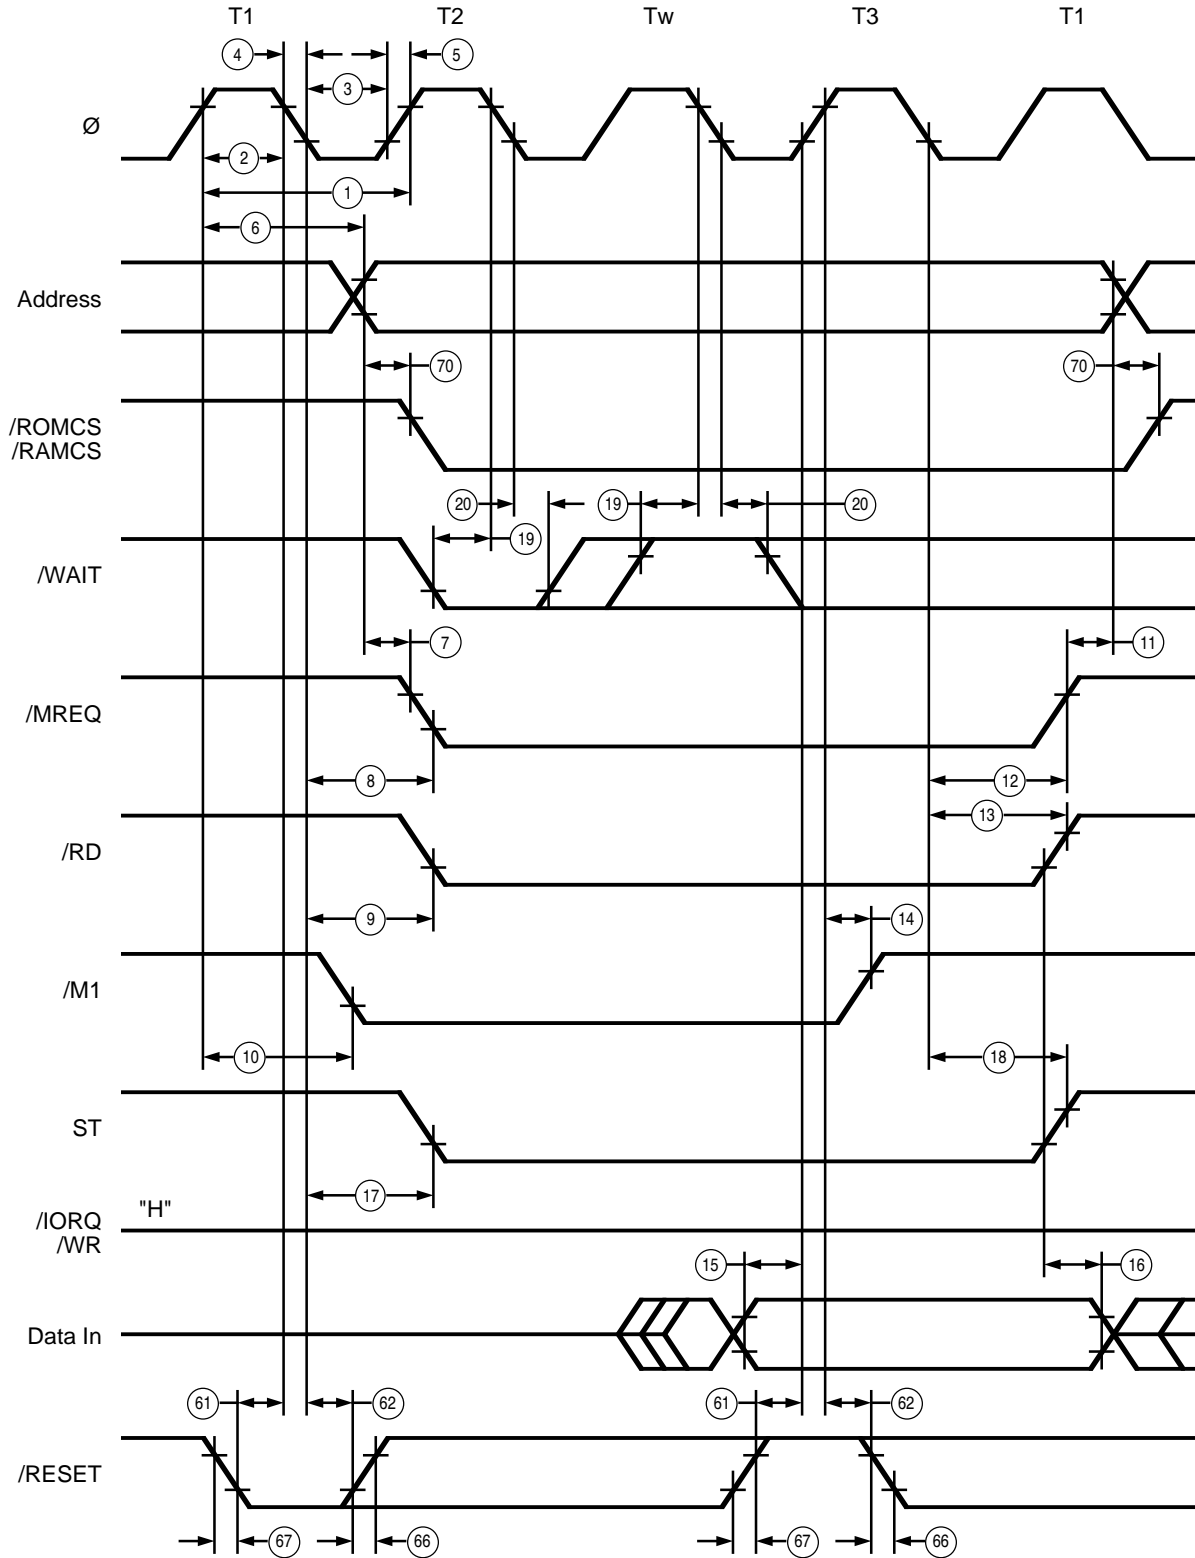 T1 T2 Tw T3 T1
4 5
3
Ø
2
1
6
Address
70 70
/ROMCS
/RAMCS
20 19 20
19
/WAIT
7 11
/MREQ
8 12
13
/RD
9 14
/M1
10 18
ST
17
"H"
/IORQ
/WR
15 16
Data In
61 62 61 62
/RESET
67 66 67 66